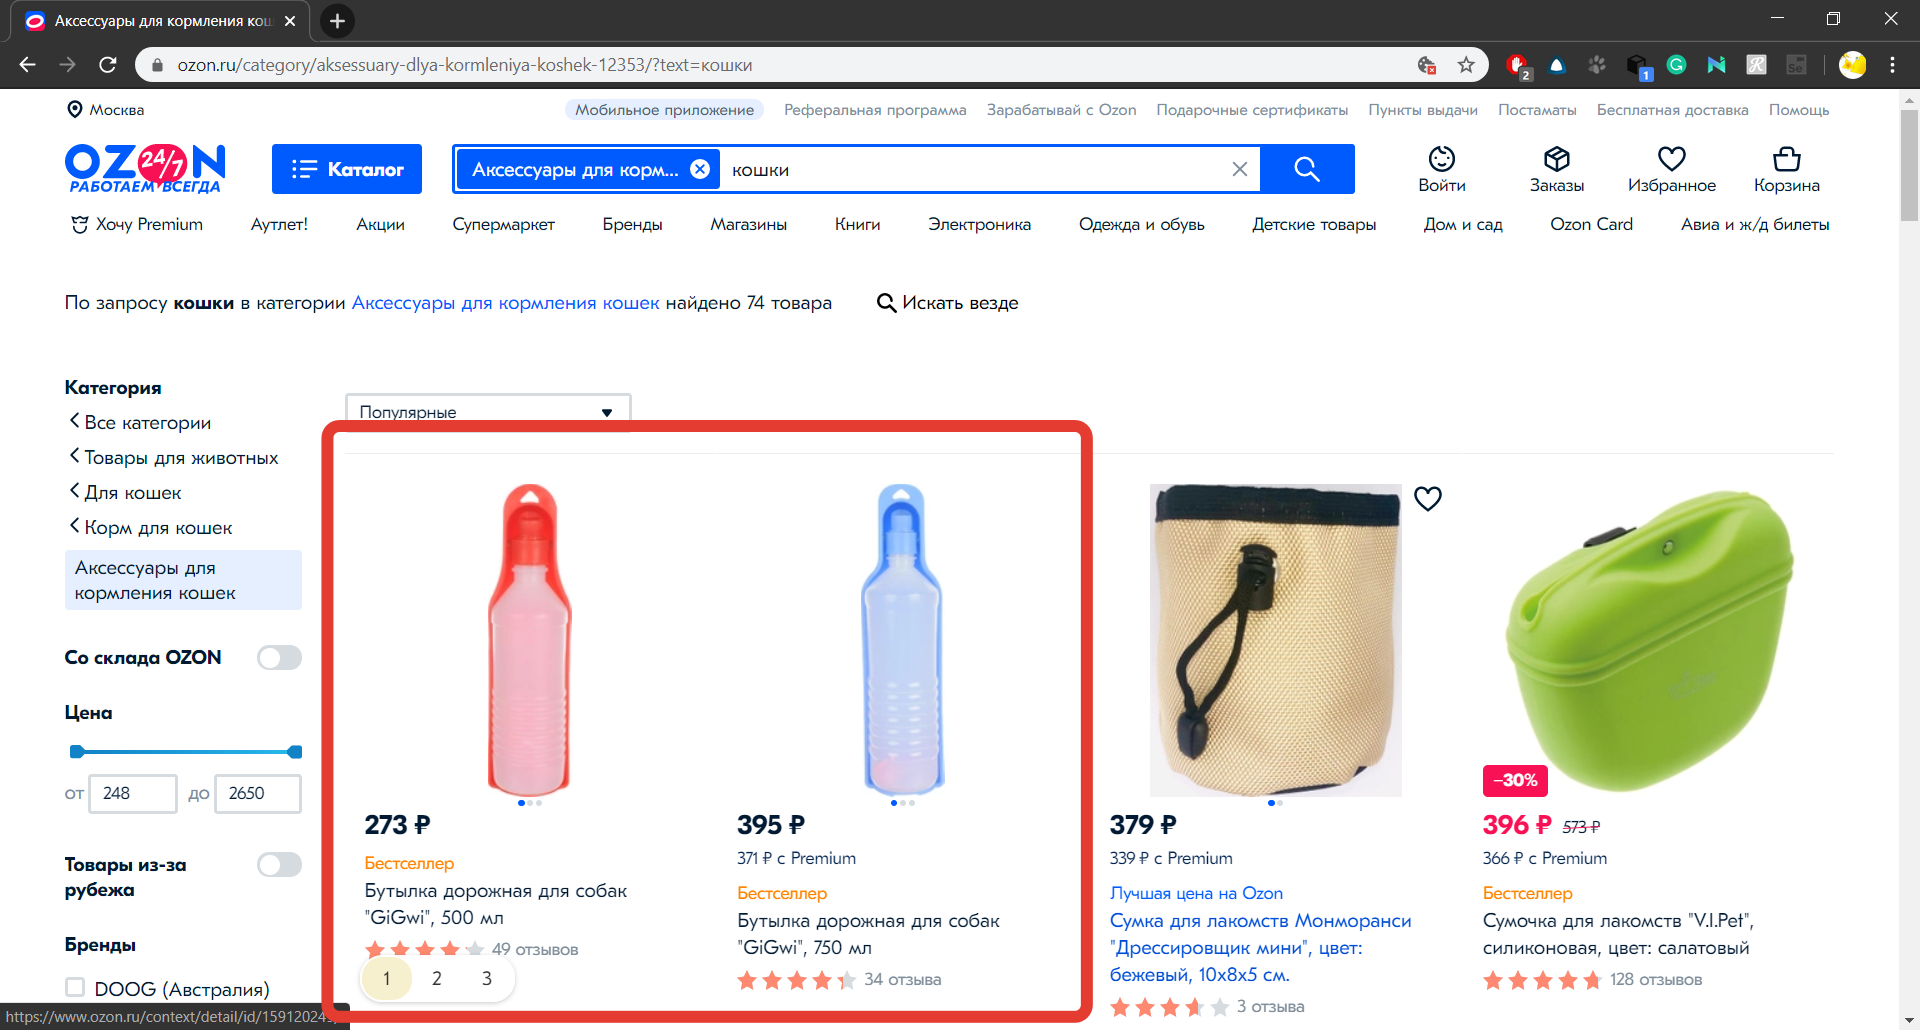 Аксессуары для кормления кош
ozon.ru/category/aksessuary-dlya-kormleniya-koshek-12353/?text=кошки
2
1
Se
Москва
Мобильное приложение Реферальная программа Зарабатывай с Ozon Подарочные сертификаты Пункты выдачи Постаматы Бесплатная доставка Помощь
OZON 24/7
РАБОТАЕМ ВСЕГДА
Каталог
Аксессуары для корм... кошки
Войти Заказы Избранное Корзина
Хочу Premium Аутлет! Акции Супермаркет Бренды Магазины Книги Электроника Одежда и обувь Детские товары Дом и сад Ozon Card Авиа и ж/д билеты
По запросу кошки в категории Аксессуары для кормления кошек найдено 74 товара Искать везде
Категория
Все категории
Товары для животных
Для кошек
Корм для кошек
Аксессуары для
кормления кошек
Со склада OZON
Цена
от 248 до 2650
Товары из-за
рубежа
Бренды
DOOG (Австралия)
Популярные
273 ₽
Бестселлер
Бутылка дорожная для собак
"GiGwi", 500 мл
49 отзывов
1 2 3
395 ₽
371 ₽ с Premium
Бестселлер
Бутылка дорожная для собак
"GiGwi", 750 мл
34 отзыва
379 ₽
339 ₽ с Premium
Лучшая цена на Ozon
Сумка для лакомств Монморанси
"Дрессировщик мини", цвет:
бежевый, 10х8х5 см.
3 отзыва
−30%
396 ₽ 573 ₽
366 ₽ с Premium
Бестселлер
Сумочка для лакомств "V.I.Pet",
силиконовая, цвет: салатовый
128 отзывов
https://www.ozon.ru/context/detail/id/15912024